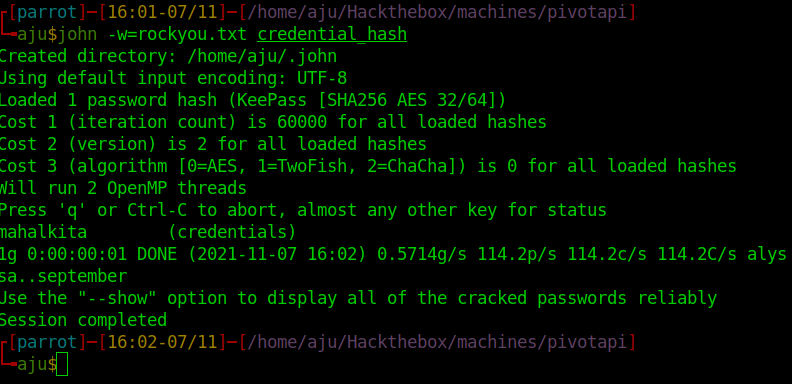 ┌[parrot]─[16:01-07/11]─[/home/aju/Hackthebox/machines/pivotapi]
└╼aju$john -w=rockyou.txt credential_hash
Created directory: /home/aju/.john
Using default input encoding: UTF-8
Loaded 1 password hash (KeePass [SHA256 AES 32/64])
Cost 1 (iteration count) is 60000 for all loaded hashes
Cost 2 (version) is 2 for all loaded hashes
Cost 3 (algorithm [0=AES, 1=TwoFish, 2=ChaCha]) is 0 for all loaded hashes
Will run 2 OpenMP threads
Press 'q' or Ctrl-C to abort, almost any other key for status
mahalkita        (credentials)
1g 0:00:00:01 DONE (2021-11-07 16:02) 0.5714g/s 114.2p/s 114.2c/s 114.2C/s alys
sa..september
Use the "--show" option to display all of the cracked passwords reliably
Session completed
┌[parrot]─[16:02-07/11]─[/home/aju/Hackthebox/machines/pivotapi]
└╼aju$